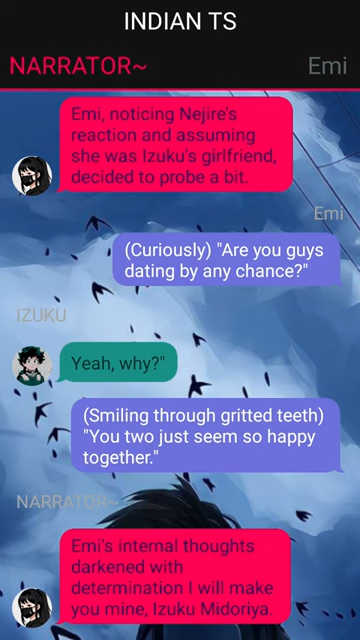 INDIAN TS
NARRATOR~ Emi
Emi, noticing Nejire's
reaction and assuming
she was Izuku's girlfriend,
decided to probe a bit.
Emi
(Curiously) "Are you guys
dating by any chance?"
IZUKU
Yeah, why?"
(Smiling through gritted teeth)
"You two just seem so happy
together."
NARRATOR~
Emi's internal thoughts
darkened with
determination I will make
you mine, Izuku Midoriya.